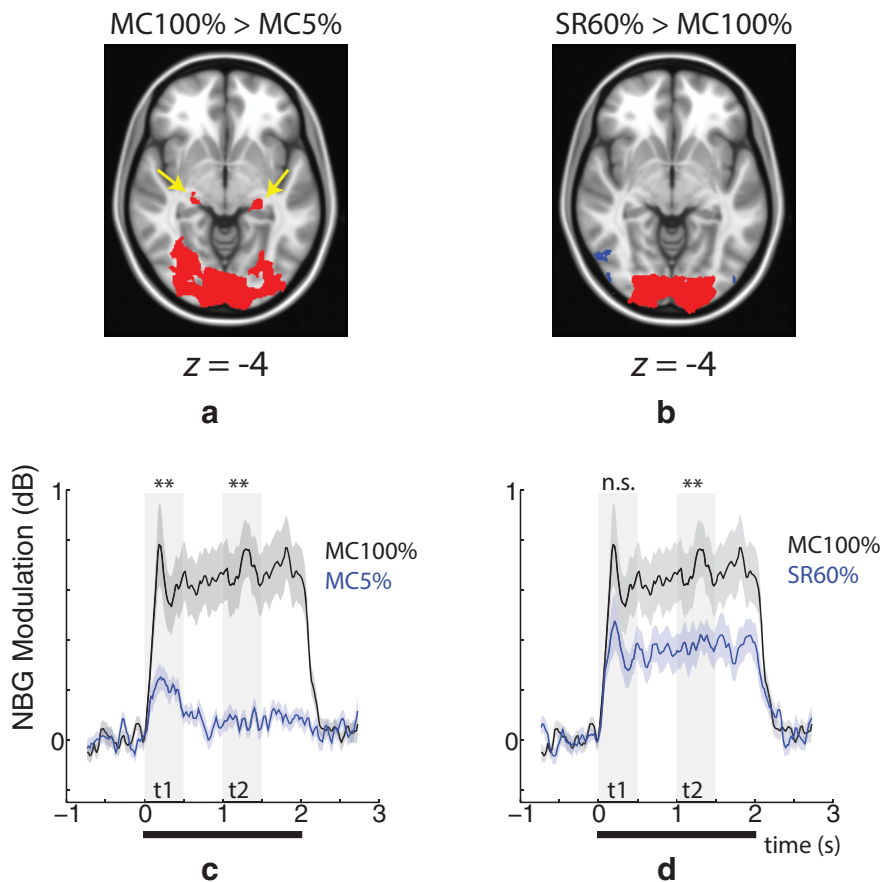 MC100% > MC5%
SR60% > MC100%
z = -4
z = -4
a
b
NBG Modulation (dB)
1
0
** **
MC100%
MC5%
t1 t2
−1 0 1 2 3
c
1
0
n.s. **
MC100%
SR60%
t1 t2
−1 0 1 2 3
time (s)
d